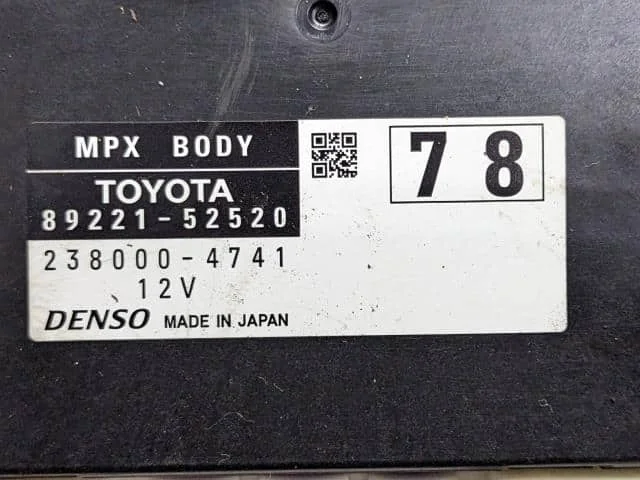 MPX BODY
78
TOYOTA
89221-52520
238000-4741
12V
DENSO MADE IN JAPAN